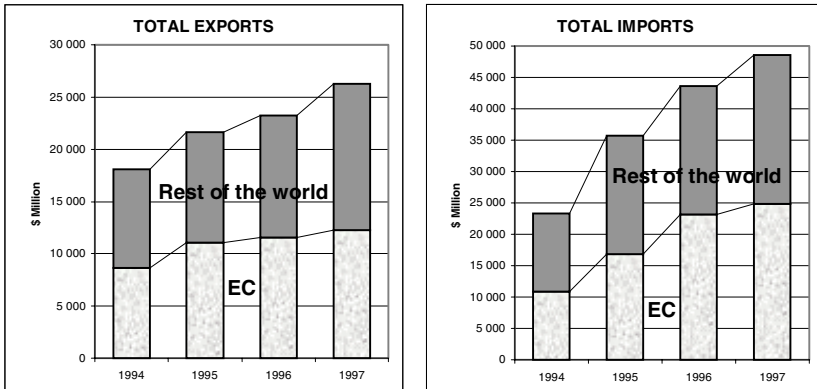 TOTAL EXPORTS
30 000
25 000
20 000
15 000
10 000
5 000
0
$ Million
Rest of the world
EC
1994 1995 1996 1997
TOTAL IMPORTS
50 000
45 000
40 000
35 000
30 000
25 000
20 000
15 000
10 000
5 000
0
$ Million
Rest of the world
EC
1994 1995 1996 1997